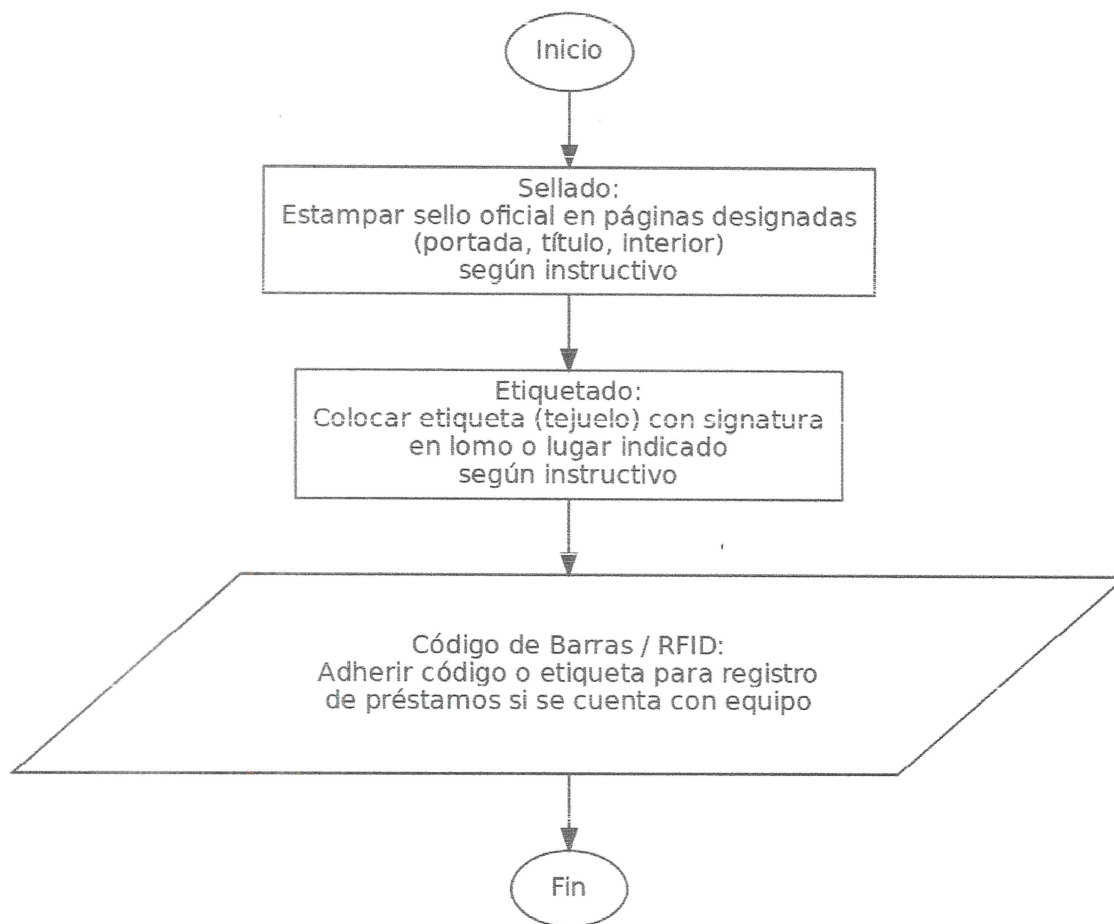 Inicio
Sellado:
Estampar sello oficial en páginas designadas
(portada, título, interior)
según instructivo
Etiquetado:
Colocar etiqueta (tejuelo) con signatura
en lomo o lugar indicado
según instructivo
Código de Barras / RFID:
Adherir código o etiqueta para registro
de préstamos si se cuenta con equipo
Fin